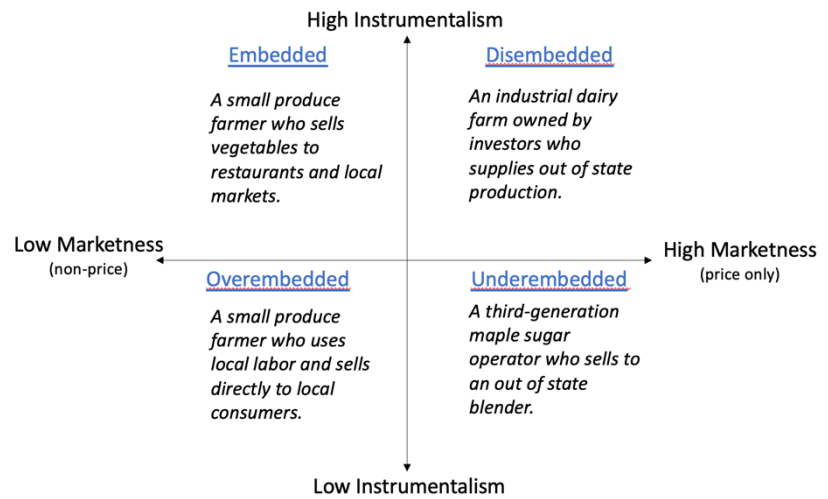 High Instrumentalism
Embedded
A small produce
farmer who sells
vegetables to
restaurants and local
markets.
Disembedded
An industrial dairy
farm owned by
investors who
supplies out of state
production.
Low Marketness
(non-price)
High Marketness
(price only)
Overembedded
A small produce
farmer who uses
local labor and sells
directly to local
consumers.
Underembedded
A third-generation
maple sugar
operator who sells to
an out of state
blender.
Low Instrumentalism